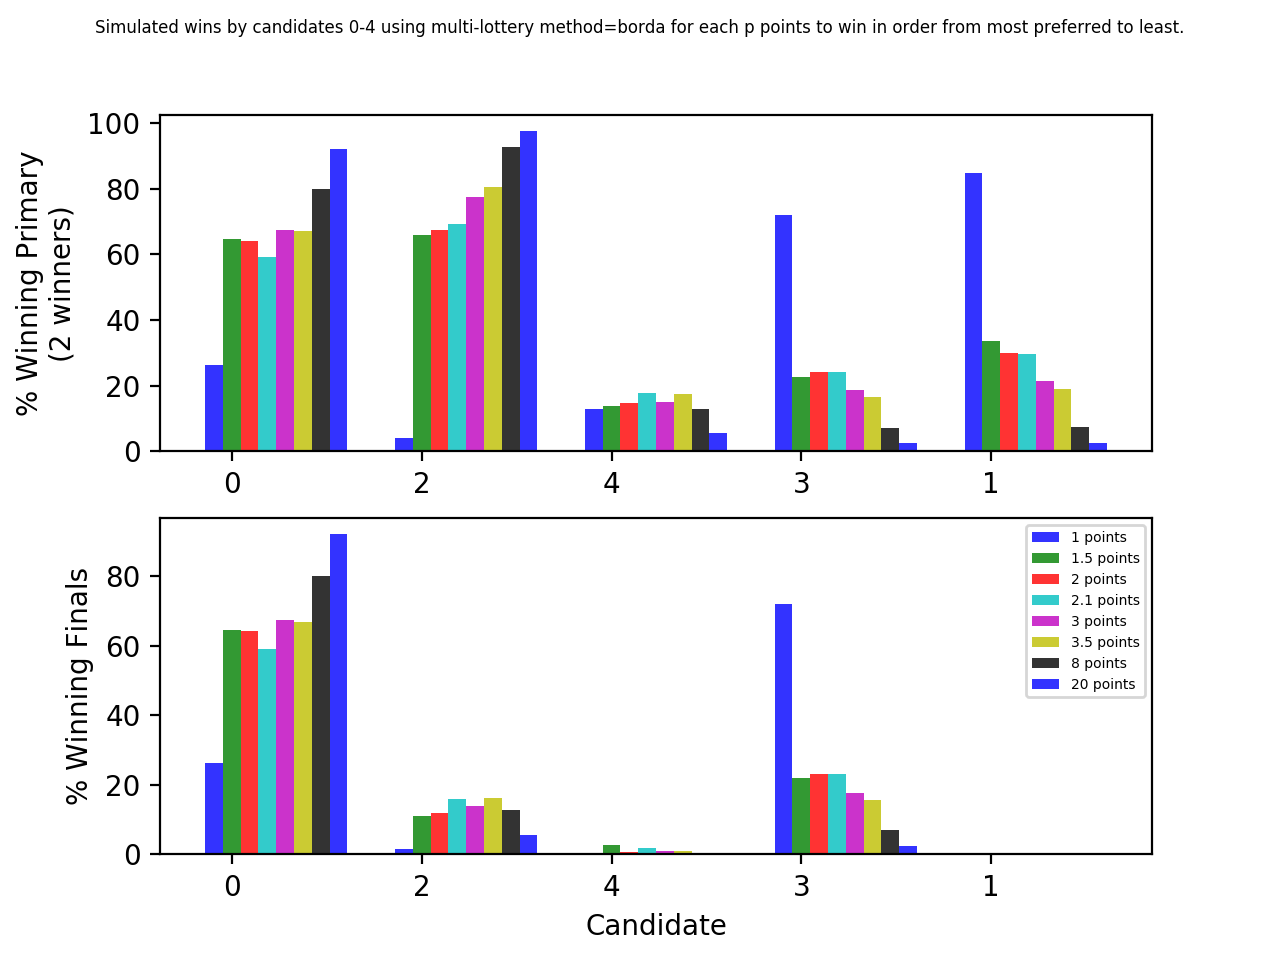 Simulated wins by candidates 0-4 using multi-lottery method=borda for each p points to win in order from most preferred to least.
% Winning Primary
(2 winners)
100
80
60
40
20
0
0 2 4 3 1
% Winning Finals
80
60
40
20
0
1 points
1.5 points
2 points
2.1 points
3 points
3.5 points
8 points
20 points
0 2 4 3 1
Candidate